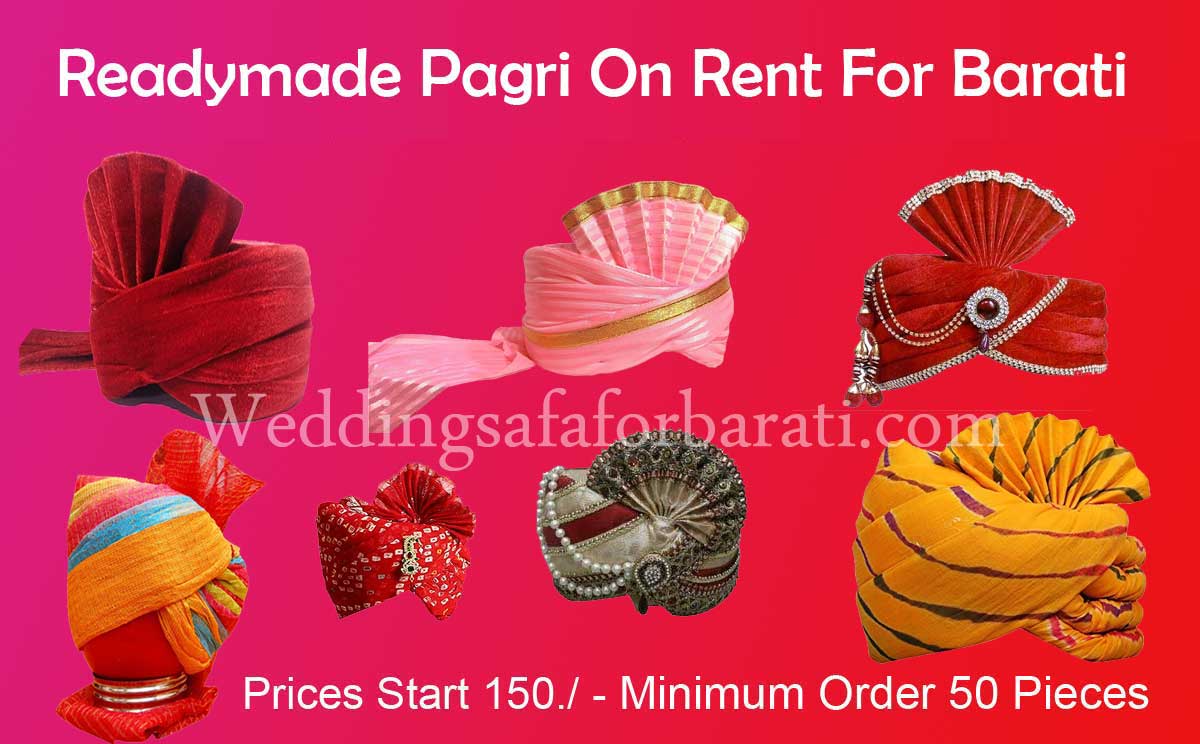 Readymade Pagri On Rent For Barati
Weddingsafaforbarati.com
Prices Start 150./ - Minimum Order 50 Pieces